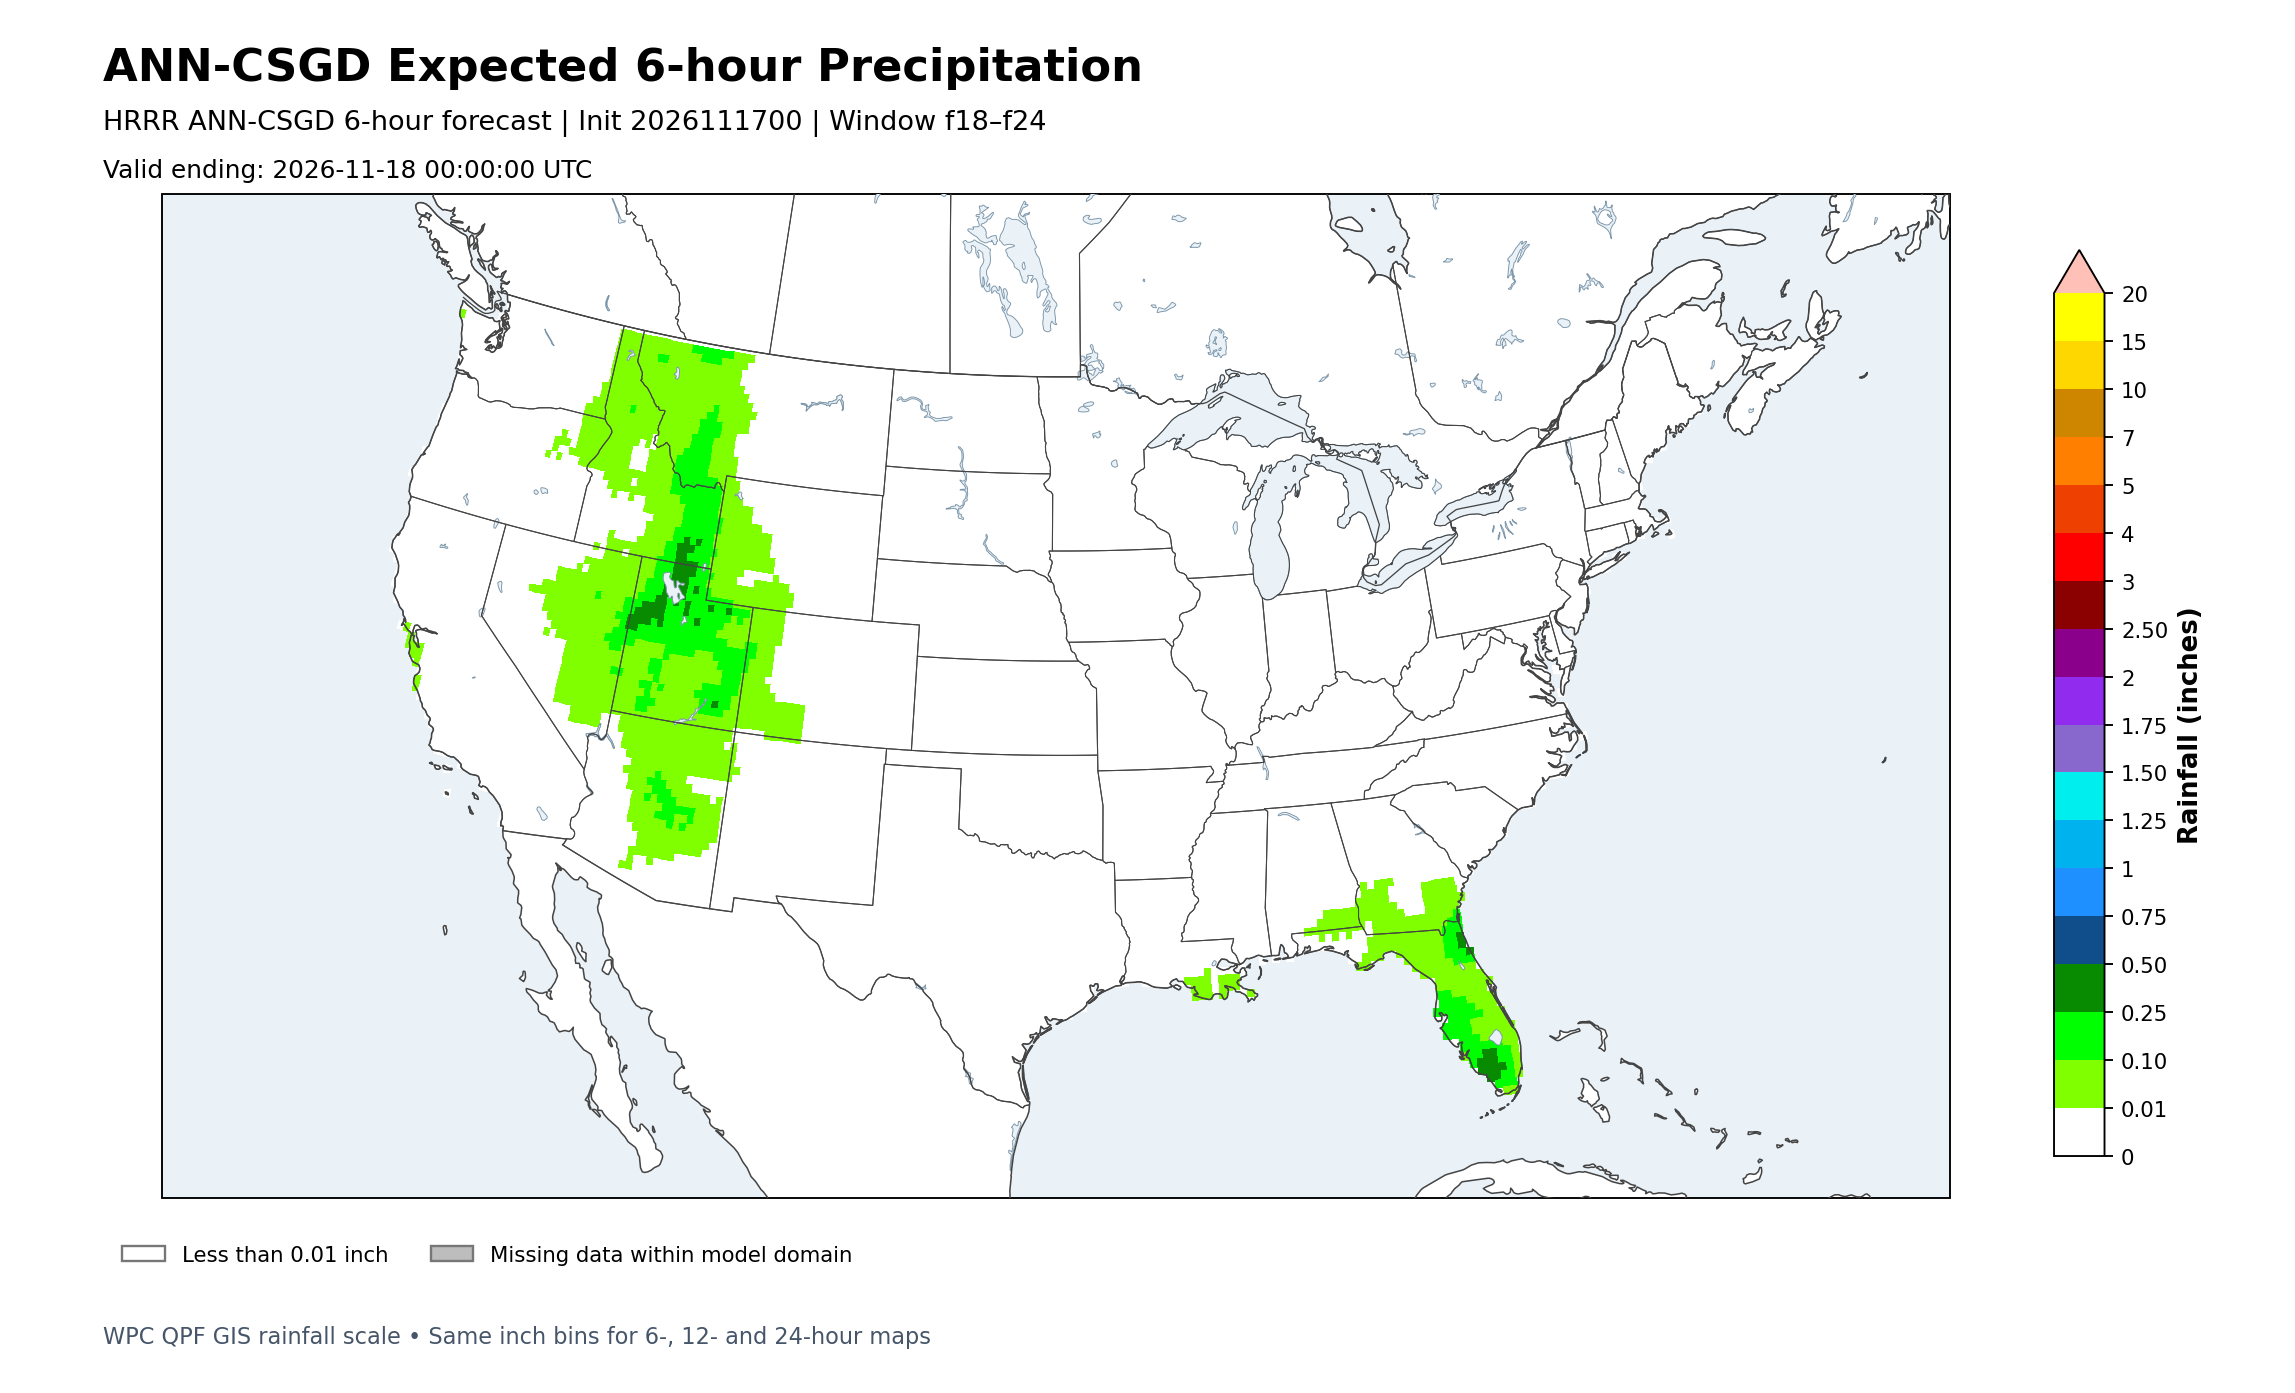 ANN-CSGD Expected 6-hour Precipitation
HRRR ANN-CSGD 6-hour forecast | Init 2026111700 | Window f18–f24
Valid ending: 2026-11-18 00:00:00 UTC
20
15
10
7
5
4
3
2.50
2
1.75
1.50
1.25
1
0.75
0.50
0.25
0.10
0.01
0
Rainfall (inches)
Less than 0.01 inch
Missing data within model domain
WPC QPF GIS rainfall scale • Same inch bins for 6-, 12- and 24-hour maps